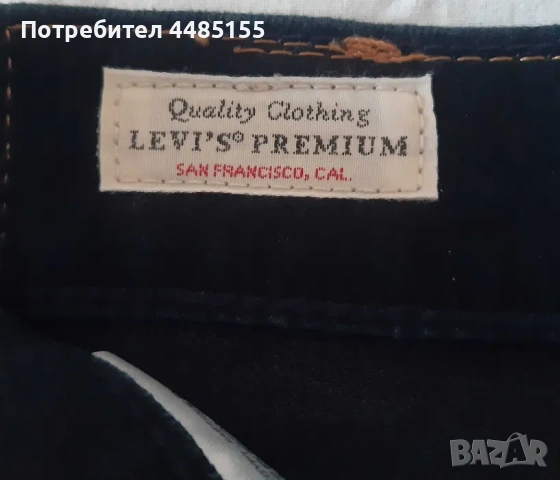 Потребител 4485155
Quality Clothing
LEVI'S® PREMIUM
SAN FRANCISCO, CAL.
BAZAR